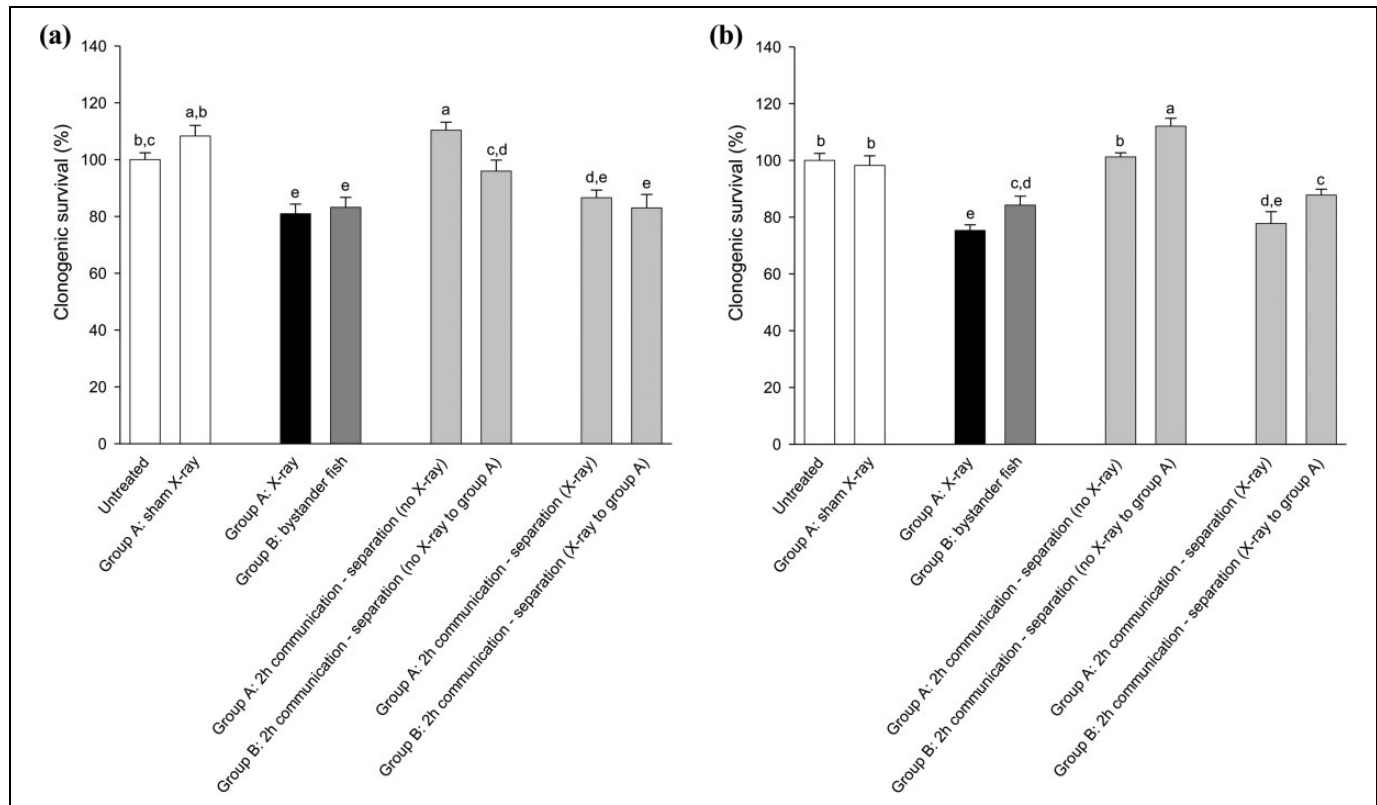 (a)
Clonogenic survival (%)
140
120
100
80
60
40
20
0
b,c
a,b
e
e
a
c,d
d,e
e
Untreated
Group A: sham X-ray
Group A: X-ray
Group B: bystander fish
Group A: 2h communication - separation (no X-ray)
Group B: 2h communication - separation (no X-ray to group A)
Group A: 2h communication - separation (X-ray)
Group B: 2h communication - separation (X-ray to group A)
(b)
Clonogenic survival (%)
140
120
100
80
60
40
20
0
b
b
e
c,d
b
a
d,e
c
Untreated
Group A: sham X-ray
Group A: X-ray
Group B: bystander fish
Group A: 2h communication - separation (no X-ray)
Group B: 2h communication - separation (no X-ray to group A)
Group A: 2h communication - separation (X-ray)
Group B: 2h communication - separation (X-ray to group A)